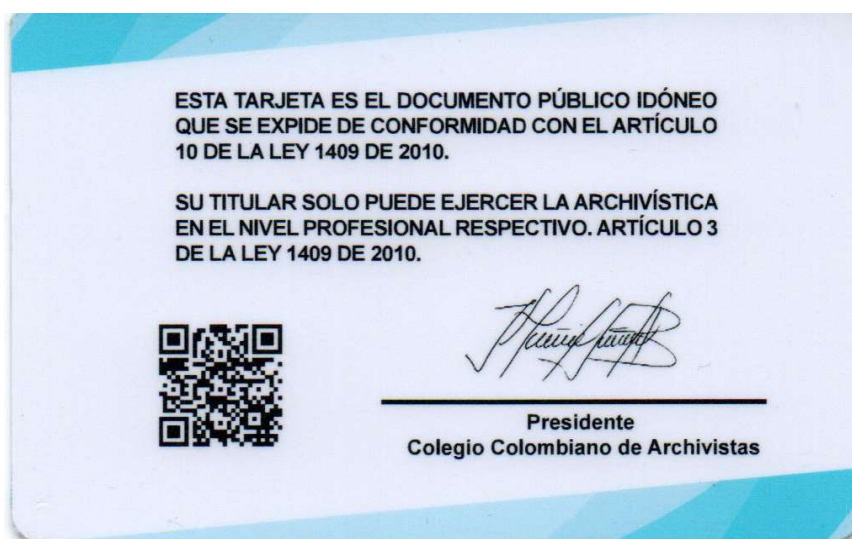 ESTA TARJETA ES EL DOCUMENTO PÚBLICO IDÓNEO
QUE SE EXPIDE DE CONFORMIDAD CON EL ARTÍCULO
10 DE LA LEY 1409 DE 2010.
SU TITULAR SOLO PUEDE EJERCER LA ARCHIVÍSTICA
EN EL NIVEL PROFESIONAL RESPECTIVO. ARTÍCULO 3
DE LA LEY 1409 DE 2010.
Presidente
Colegio Colombiano de Archivistas